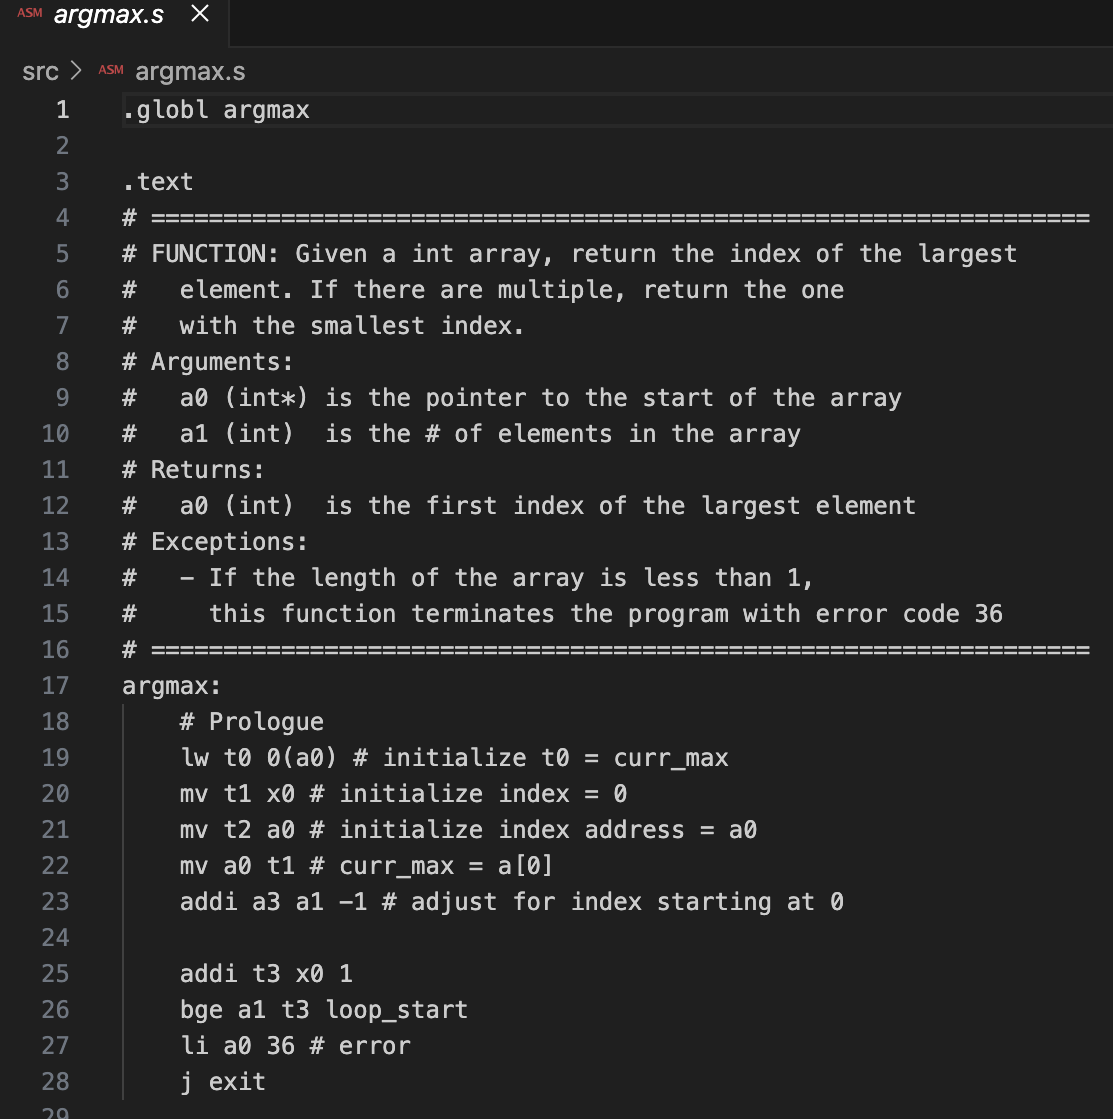 ASM argmax.s ×
src > ASM argmax.s
1 .globl argmax
2
3 .text
4 # =================================================================
5 # FUNCTION: Given a int array, return the index of the largest
6 #   element. If there are multiple, return the one
7 #   with the smallest index.
8 # Arguments:
9 #   a0 (int*) is the pointer to the start of the array
10 #   a1 (int)  is the # of elements in the array
11 # Returns:
12 #   a0 (int)  is the first index of the largest element
13 # Exceptions:
14 #   - If the length of the array is less than 1,
15 #     this function terminates the program with error code 36
16 # =================================================================
17 argmax:
18     # Prologue
19     lw t0 0(a0) # initialize t0 = curr_max
20     mv t1 x0 # initialize index = 0
21     mv t2 a0 # initialize index address = a0
22     mv a0 t1 # curr_max = a[0]
23     addi a3 a1 -1 # adjust for index starting at 0
24
25     addi t3 x0 1
26     bge a1 t3 loop_start
27     li a0 36 # error
28     j exit
29